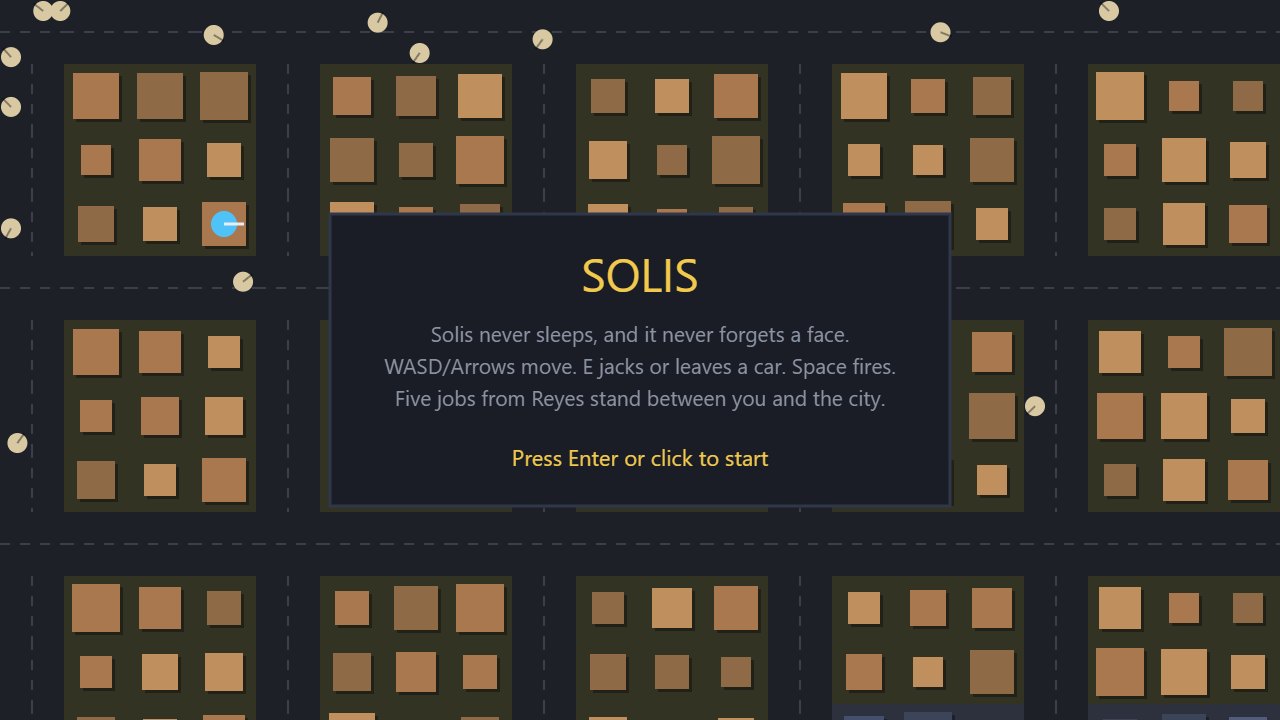 SOLIS
Solis never sleeps, and it never forgets a face.
WASD/Arrows move. E jacks or leaves a car. Space fires.
Five jobs from Reyes stand between you and the city.
Press Enter or click to start